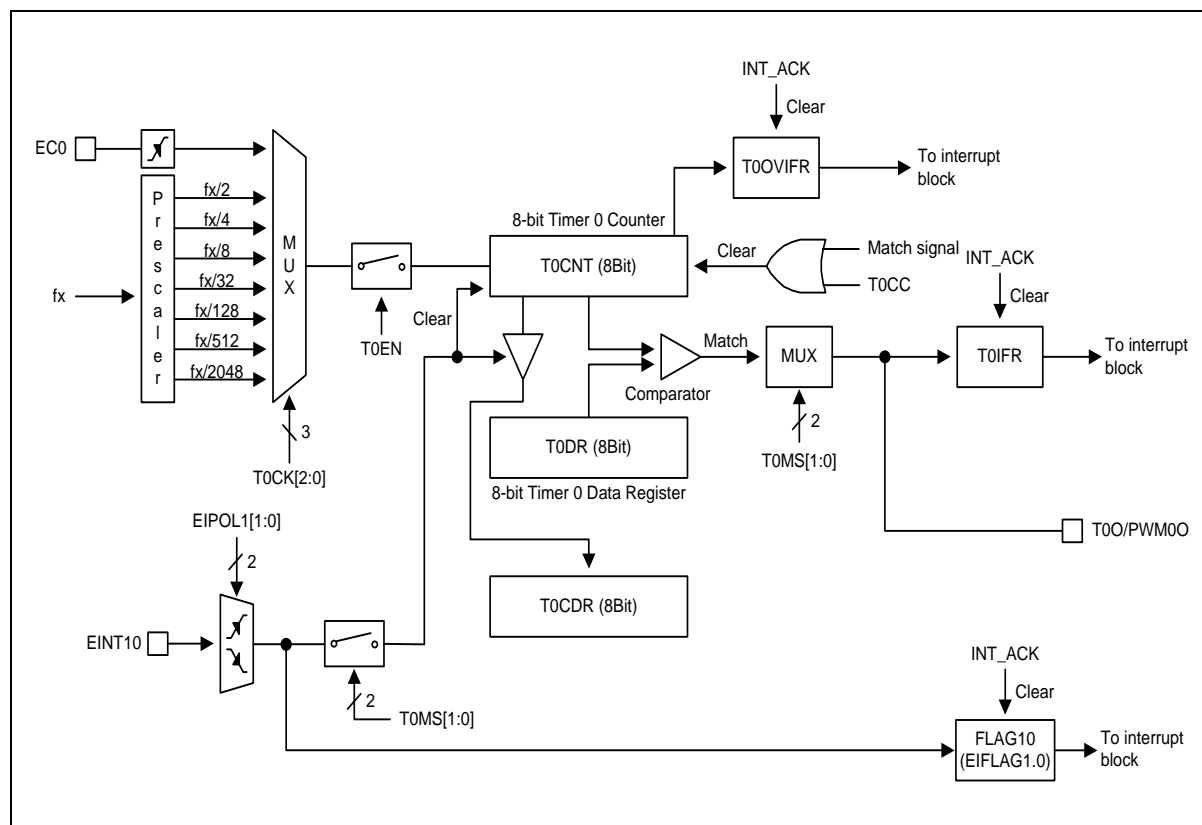 INT_ACK
Clear
EC0
T0OVIFR
To interrupt
block
Prescaler
fx/2
fx/4
fx/8
fx/32
fx/128
fx/512
fx/2048
fx
MUX
8-bit Timer 0 Counter
T0CNT (8Bit)
Clear
Match signal
T0CC
INT_ACK
Clear
T0EN
Clear
Match
MUX
T0IFR
To interrupt
block
Comparator
3
T0CK[2:0]
T0DR (8Bit)
8-bit Timer 0 Data Register
2
T0MS[1:0]
EIPOL1[1:0]
2
T0O/PWM0O
T0CDR (8Bit)
EINT10
2
T0MS[1:0]
INT_ACK
Clear
FLAG10
(EIFLAG1.0)
To interrupt
block